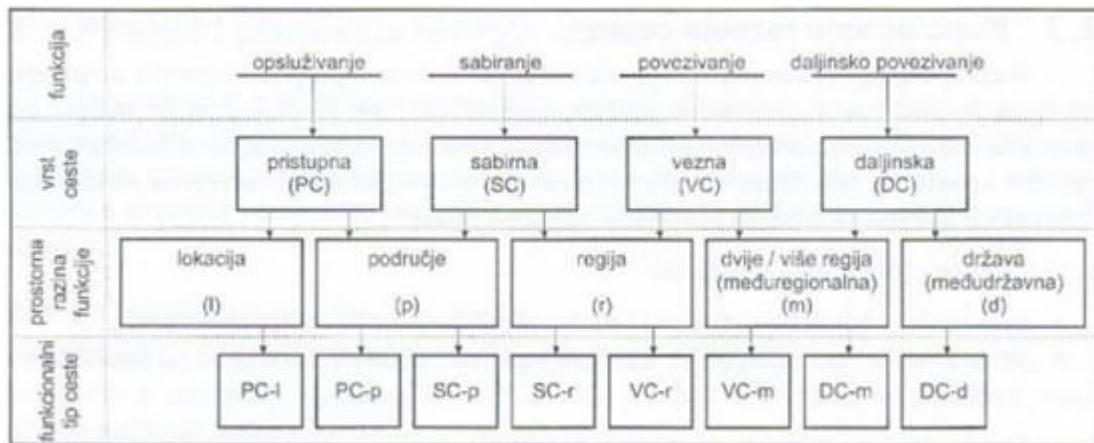 funkcija
opsluživanje
sabiranje
povezivanje
daljinsko povezivanje
vrst
ceste
pristupna
(PC)
sabirna
(SC)
vezna
(VC)
daljinska
(DC)
prostorna
razina
funkcije
lokacija
(l)
područje
(p)
regija
(r)
dvije / više regija
(međuregionalna)
(m)
država
(međudržavna)
(d)
funkcionalni
tip ceste
PC-l
PC-p
SC-p
SC-r
VC-r
VC-m
DC-m
DC-d